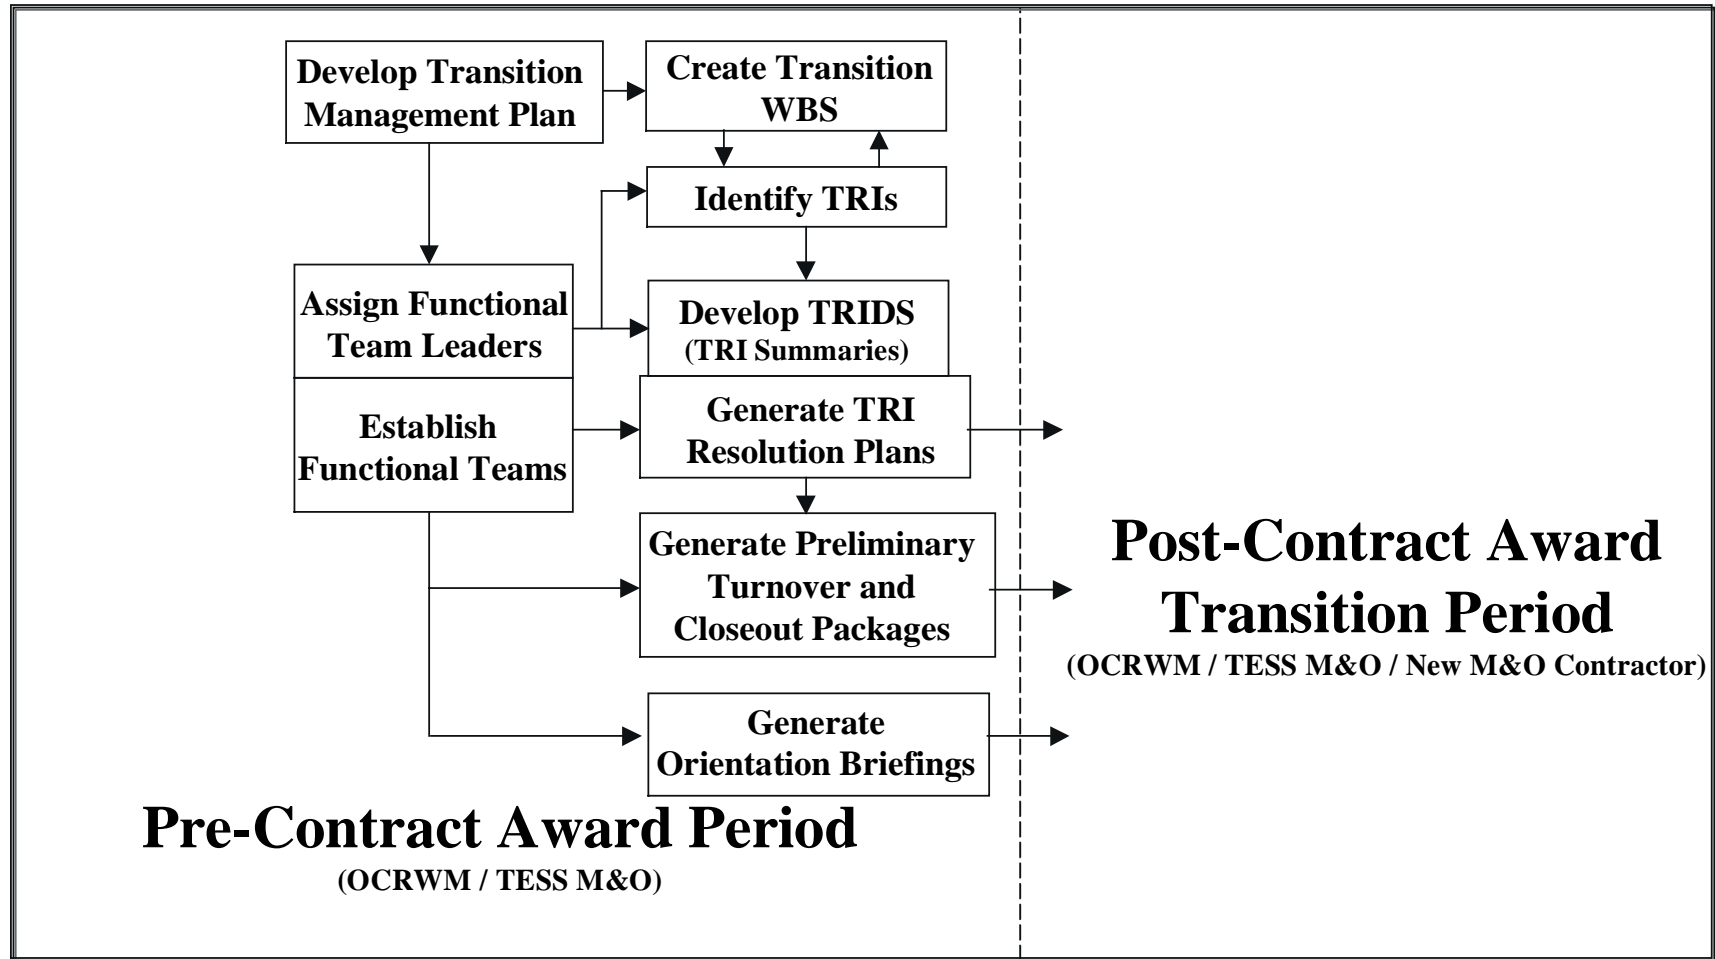 Develop Transition
Management Plan
Create Transition
WBS
Identify TRIs
Assign Functional
Team Leaders
Develop TRIDS
(TRI Summaries)
Establish
Functional Teams
Generate TRI
Resolution Plans
Generate Preliminary
Turnover and
Closeout Packages
Generate
Orientation Briefings
Pre-Contract Award Period
(OCRWM / TESS M&O)
Post-Contract Award
Transition Period
(OCRWM / TESS M&O / New M&O Contractor)